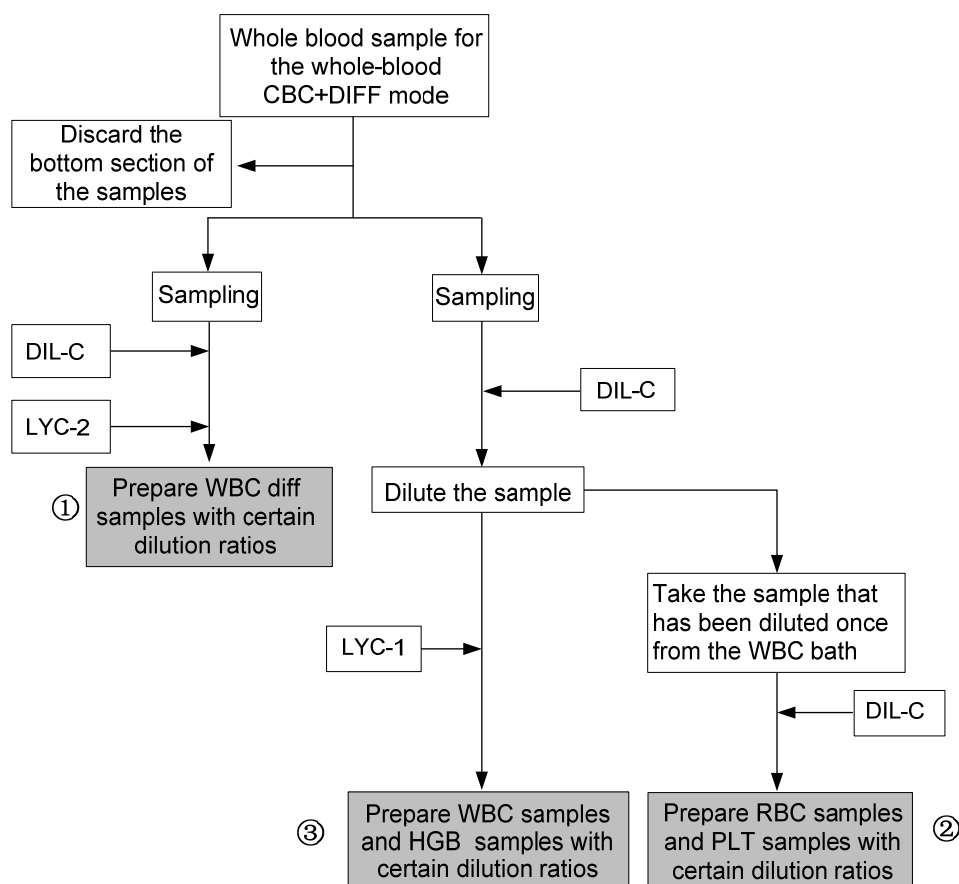 Whole blood sample for
the whole-blood
CBC+DIFF mode
Discard the
bottom section of
the samples
Sampling
Sampling
DIL-C
DIL-C
LYC-2
①
Prepare WBC diff
samples with certain
dilution ratios
Dilute the sample
Take the sample that
has been diluted once
from the WBC bath
LYC-1
DIL-C
③
Prepare WBC samples
and HGB samples with
certain dilution ratios
Prepare RBC samples
and PLT samples with
certain dilution ratios
②